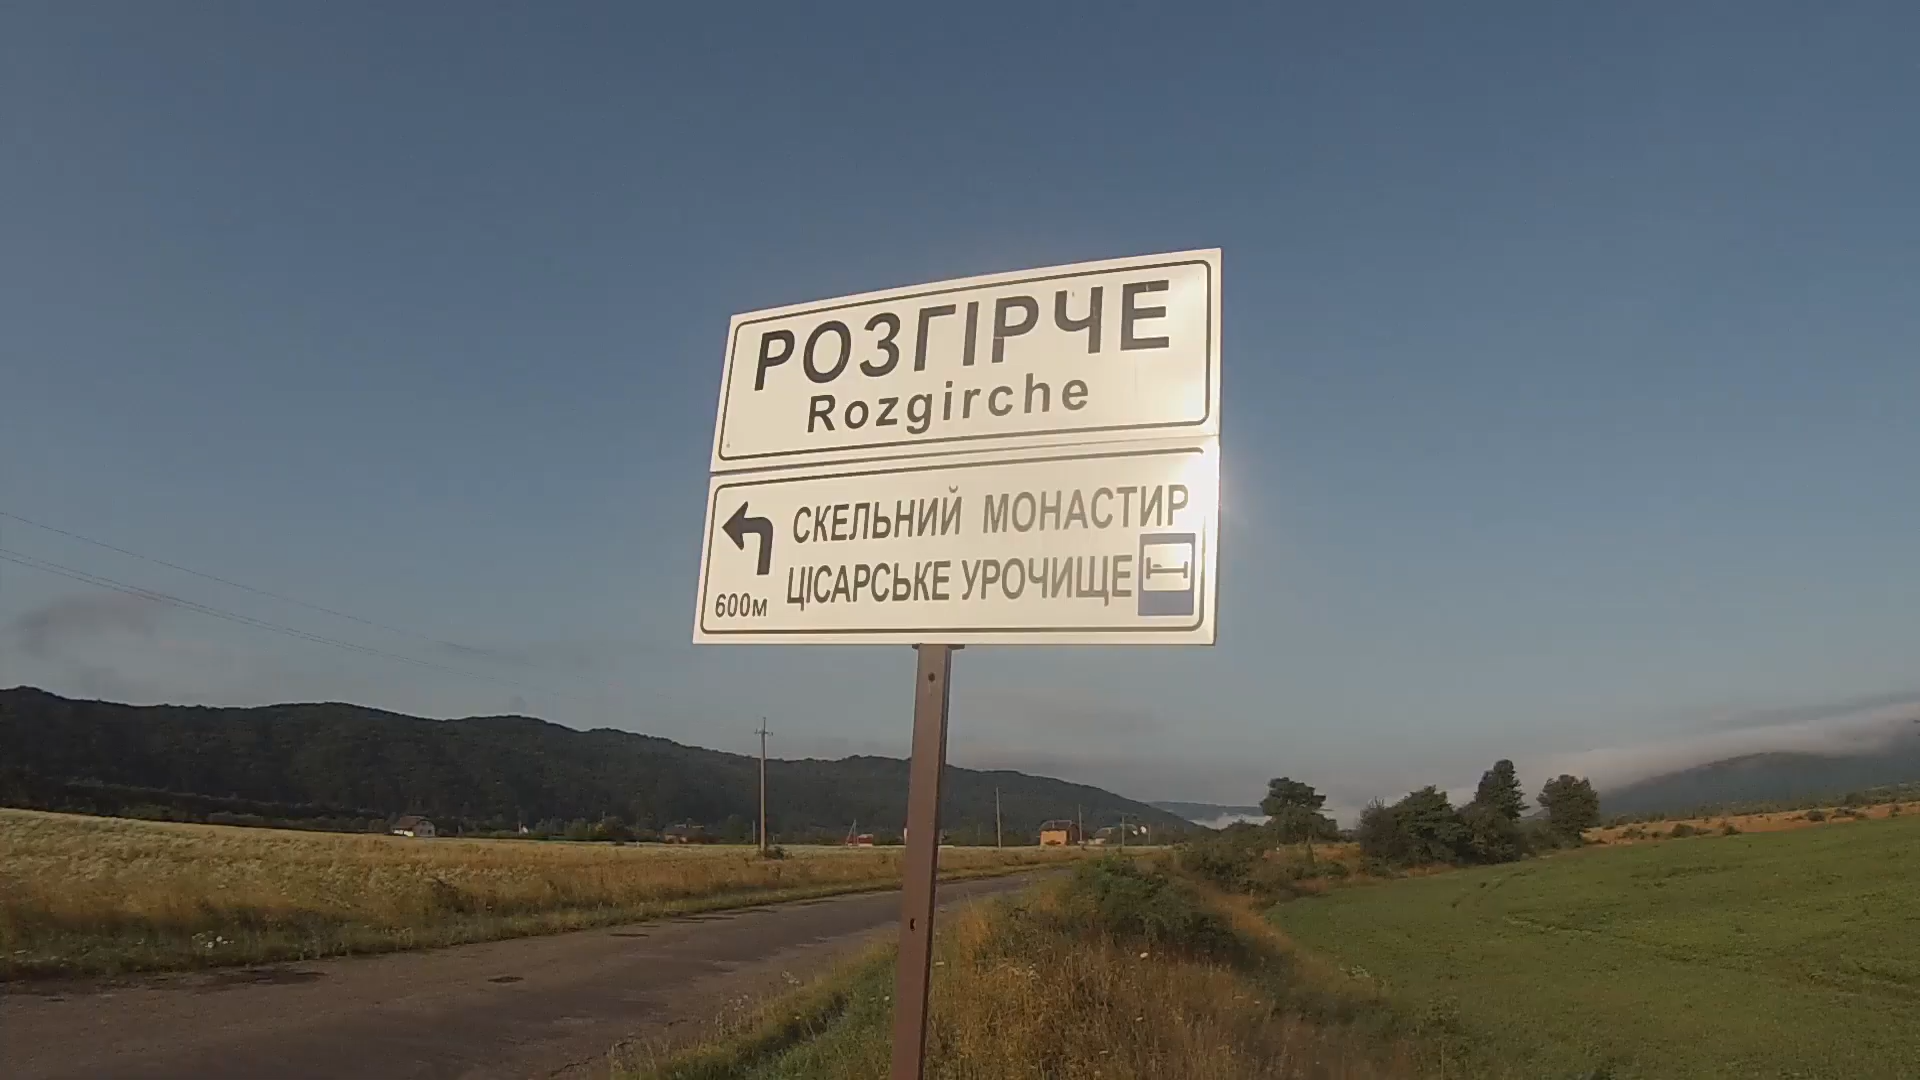 РОЗГІРЧЕ
Rozgirche
СКЕЛЬНИЙ МОНАСТИР
ЦІСАРСЬКЕ УРОЧИЩЕ
600м